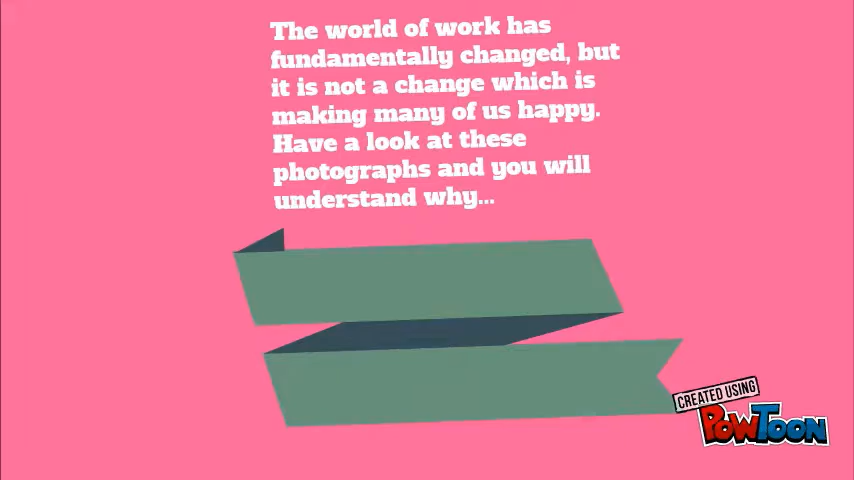 The world of work has
fundamentally changed, but
it is not a change which is
making many of us happy.
Have a look at these
photographs and you will
understand why...
CREATED USING
POWTOON